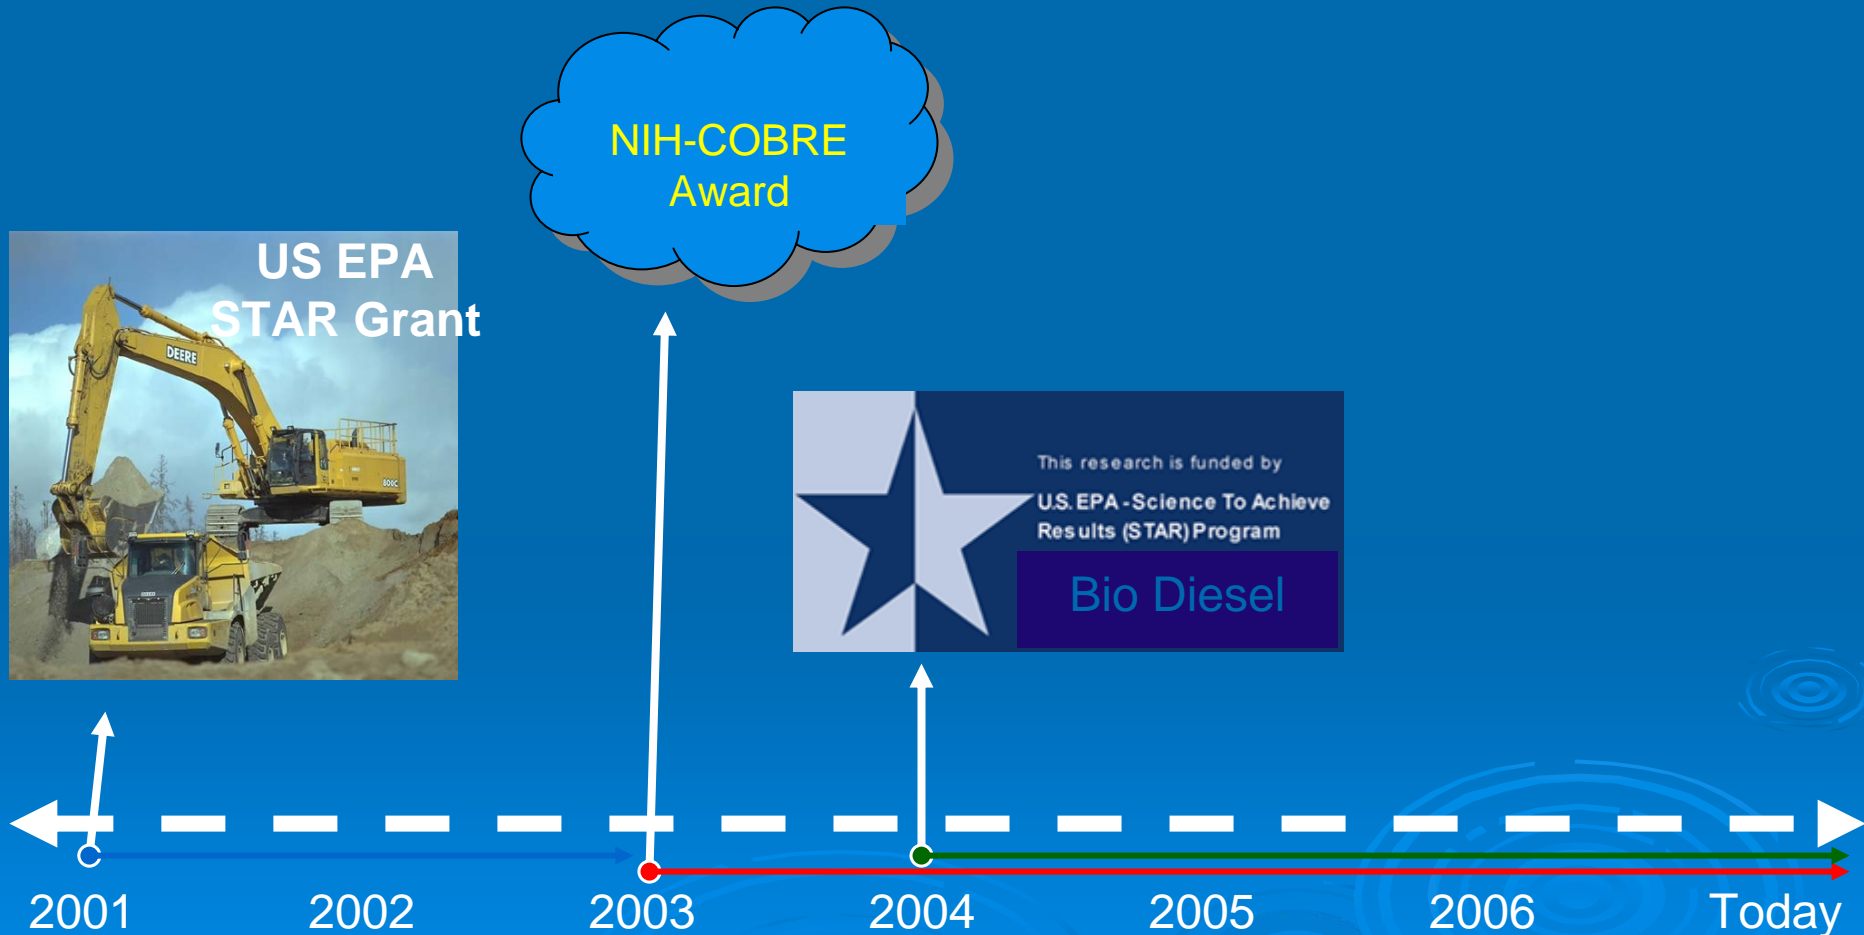 NIH-COBRE
Award
US EPA
STAR Grant
DEERE
800C
This research is funded by
U.S. EPA - Science To Achieve
Results (STAR) Program
Bio Diesel
2001 2002 2003 2004 2005 2006 Today